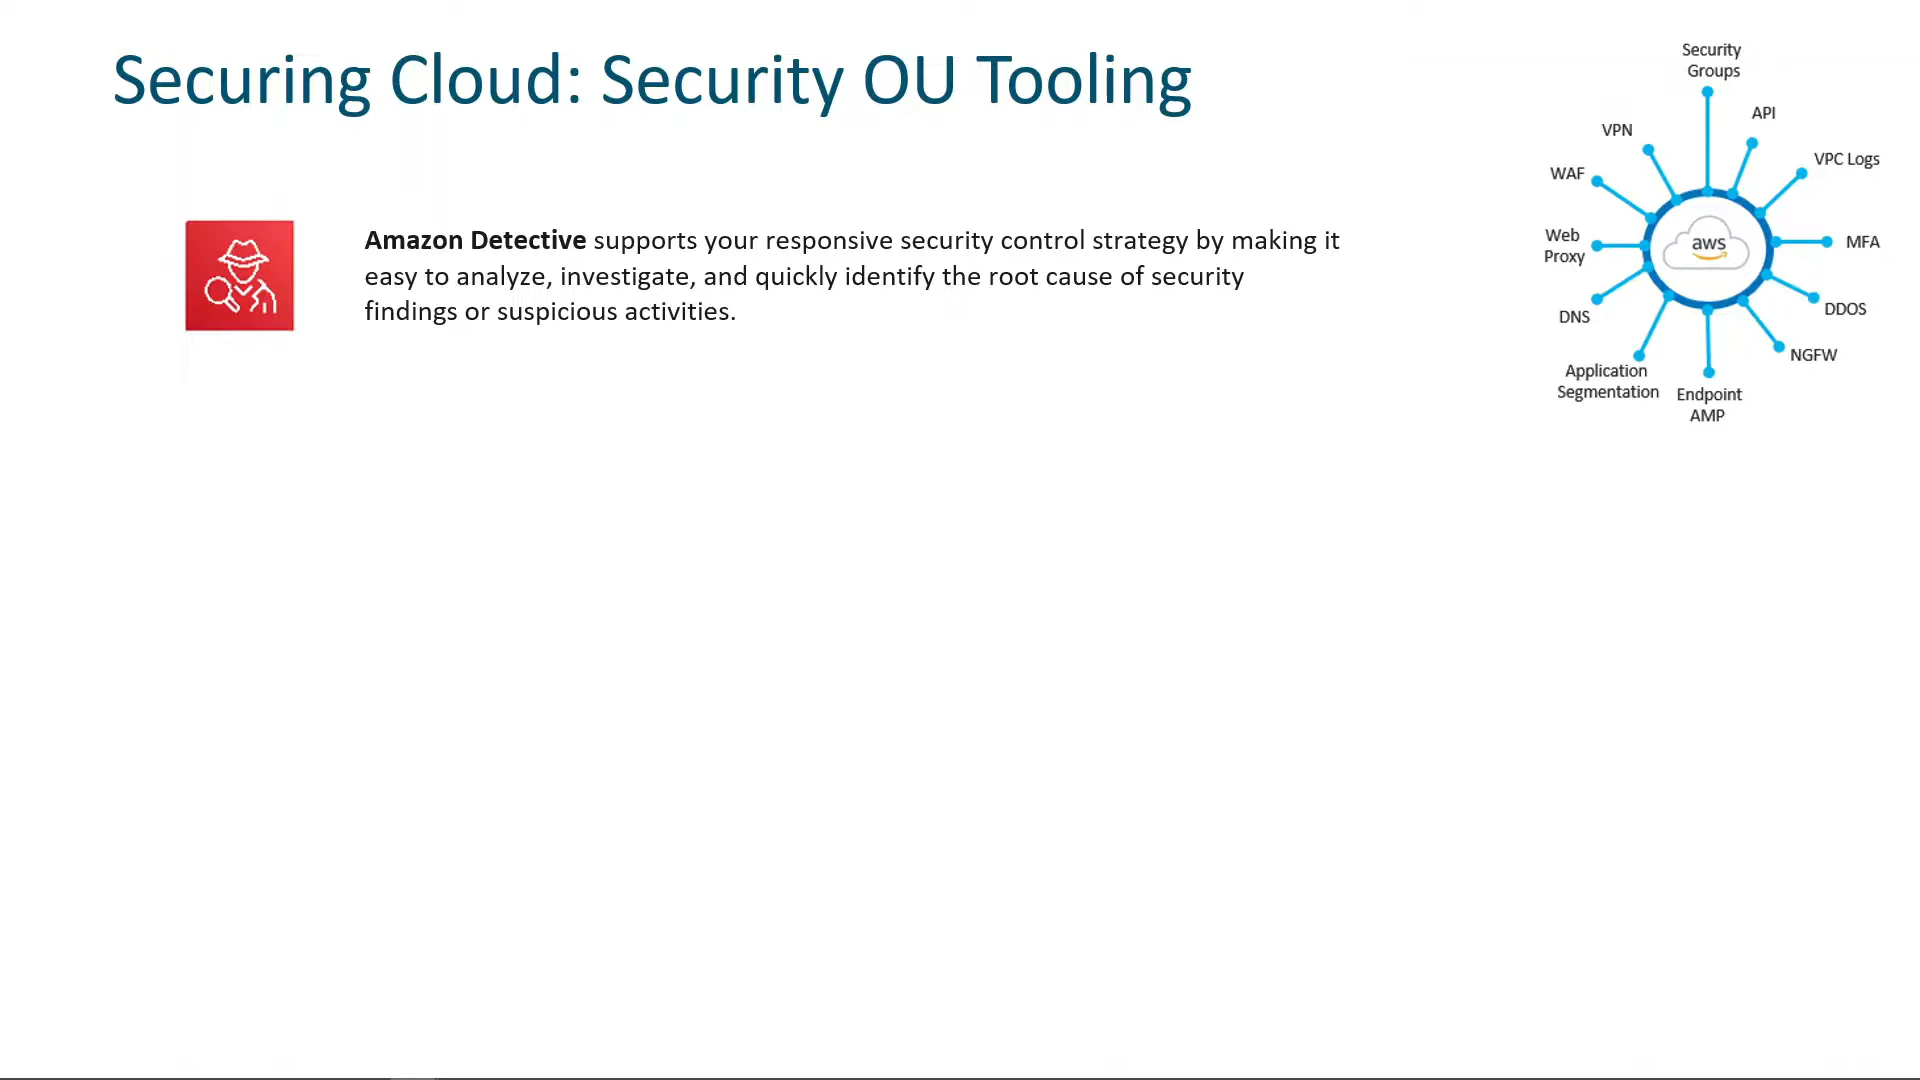 Securing Cloud: Security OU Tooling
Amazon Detective supports your responsive security control strategy by making it
easy to analyze, investigate, and quickly identify the root cause of security
findings or suspicious activities.
Security
Groups
API
VPN
VPC Logs
WAF
Web
Proxy
aws
MFA
DNS
DDOS
NGFW
Application
Segmentation
Endpoint
AMP